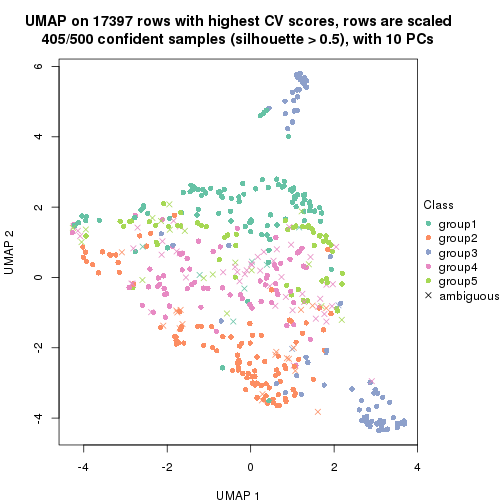 UMAP on 17397 rows with highest CV scores, rows are scaled
405/500 confident samples (silhouette > 0.5), with 10 PCs
6
4
2
0
-2
-4
UMAP 2
-4
-2
0
2
4
UMAP 1
Class
group1
group2
group3
group4
group5
ambiguous